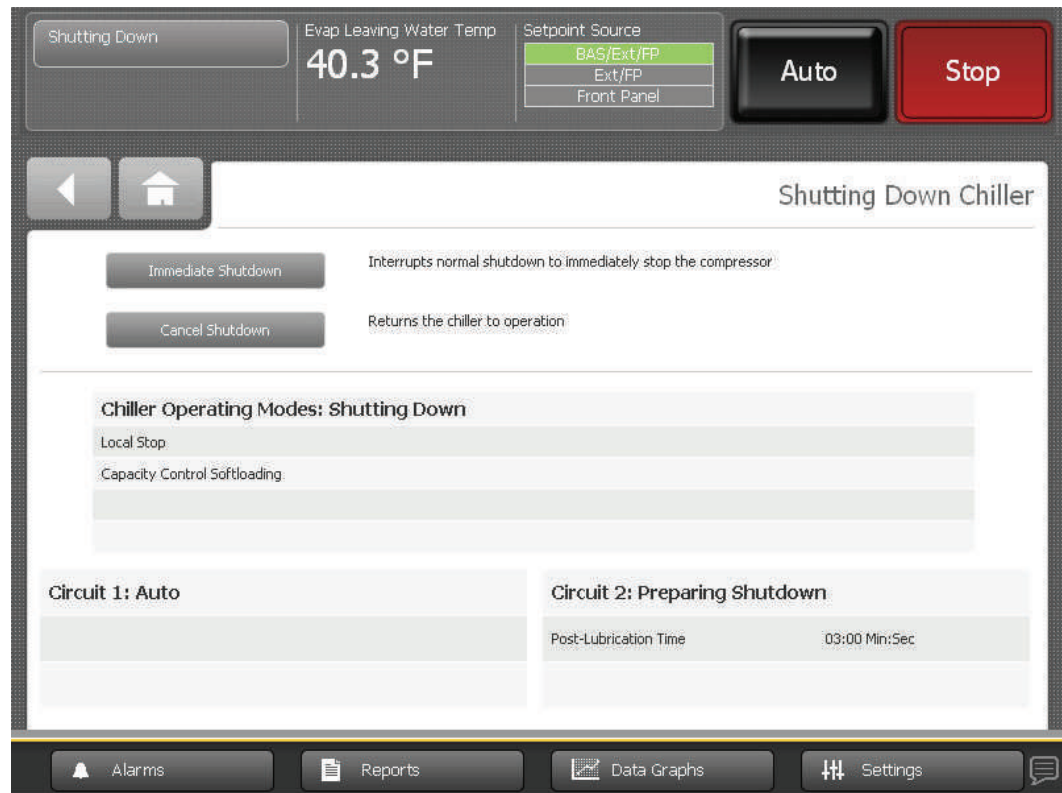 Shutting Down
Evap Leaving Water Temp
40.3 °F
Setpoint Source
BAS/Ext/FP
Ext/FP
Front Panel
Auto
Stop
Shutting Down Chiller
Immediate Shutdown
Interrupts normal shutdown to immediately stop the compressor
Cancel Shutdown
Returns the chiller to operation
Chiller Operating Modes: Shutting Down
Local Stop
Capacity Control Softloading
Circuit 1: Auto
Circuit 2: Preparing Shutdown
Post-Lubrication Time 03:00 Min:Sec
Alarms
Reports
Data Graphs
Settings